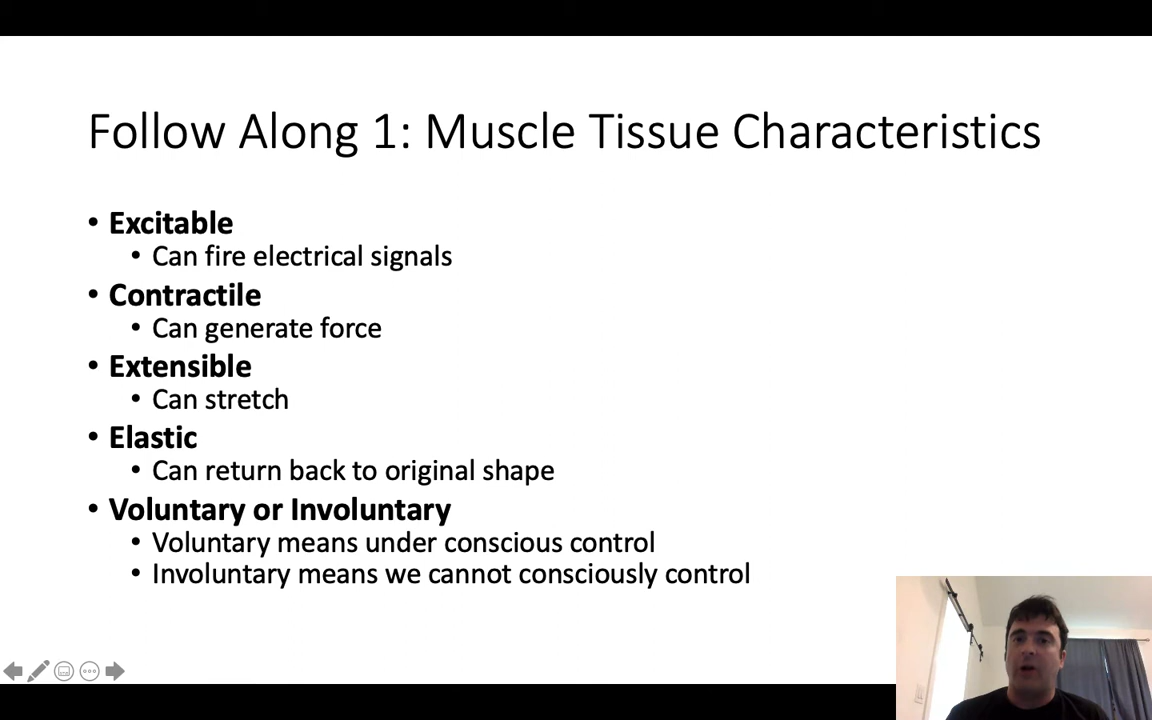 Follow Along 1: Muscle Tissue Characteristics
• Excitable
• Can fire electrical signals
• Contractile
• Can generate force
• Extensible
• Can stretch
• Elastic
• Can return back to original shape
• Voluntary or Involuntary
• Voluntary means under conscious control
• Involuntary means we cannot consciously control